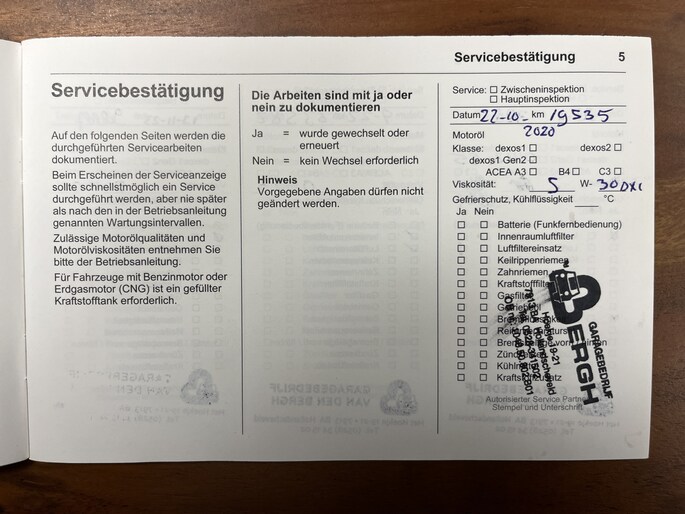 Servicebestätigung 5
Servicebestätigung
Auf den folgenden Seiten werden die
durchgeführten Servicearbeiten
dokumentiert.
Beim Erscheinen der Serviceanzeige
sollte schnellstmöglich ein Service
durchgeführt werden, aber nie später
als nach den in der Betriebsanleitung
genannten Wartungsintervallen.
Zulässige Motorölqualitäten und
Motorölviskositäten entnehmen Sie
bitte der Betriebsanleitung.
Für Fahrzeuge mit Benzinmotor oder
Erdgasmotor (CNG) ist ein gefüllter
Kraftstofftank erforderlich.
Die Arbeiten sind mit ja oder
nein zu dokumentieren
Ja = wurde gewechselt oder
erneuert
Nein = kein Wechsel erforderlich
Hinweis
Vorgegebene Angaben dürfen nicht
geändert werden.
Service: ☐ Zwischeninspektion
☐ Hauptinspektion
Datum 22-10- km 19535
2020
Motoröl
Klasse: dexos1 ☐ dexos2 ☐
dexos1 Gen2 ☐
ACEA A3 ☐ B4 ☐ C3 ☐
Viskosität: 5 W- 30 DX1
Gefrierschutz, Kühlflüssigkeit °C
Ja Nein
☐ ☐ Batterie (Funkfernbedienung)
☐ ☐ Innenraumluftfilter
☐ ☐ Luftfiltereinsatz
☐ ☐ Keilrippenriemen
☐ ☐ Zahnriemen
☐ ☐ Kraftstofffilter
☐ ☐ Gasfilter
☐ ☐
☐ ☐
☐ ☐
☐ ☐
☐ ☐
☐ ☐
☐ ☐
Autorisierter Service Partner
Stempel und Unterschrift
GARAGEBEDRIJF
BERGH